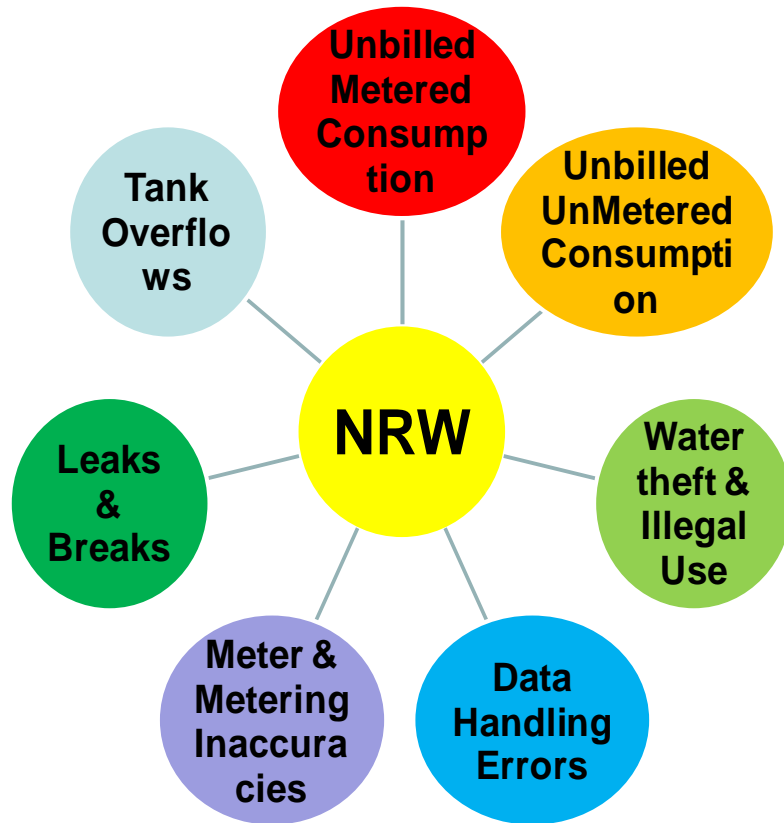 Unbilled
Metered
Consump
tion
Unbilled
UnMetered
Consumpti
on
Tank
Overflo
ws
NRW
Leaks
&
Breaks
Water
theft &
Illegal
Use
Meter &
Metering
Inaccura
cies
Data
Handling
Errors